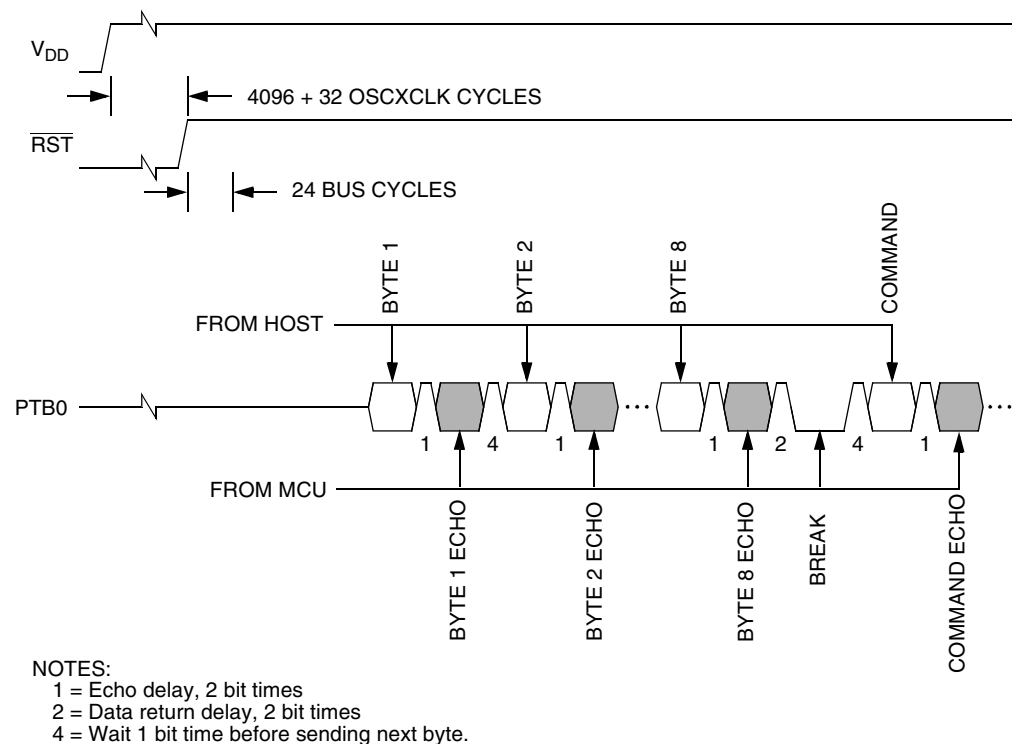 VDD
4096 + 32 OSCXCLK CYCLES
RST
24 BUS CYCLES
BYTE 1
BYTE 2
BYTE 8
COMMAND
FROM HOST
PTB0
1
4
1
1
2
4
1
FROM MCU
BYTE 1 ECHO
BYTE 2 ECHO
BYTE 8 ECHO
BREAK
COMMAND ECHO
NOTES:
1 = Echo delay, 2 bit times
2 = Data return delay, 2 bit times
4 = Wait 1 bit time before sending next byte.